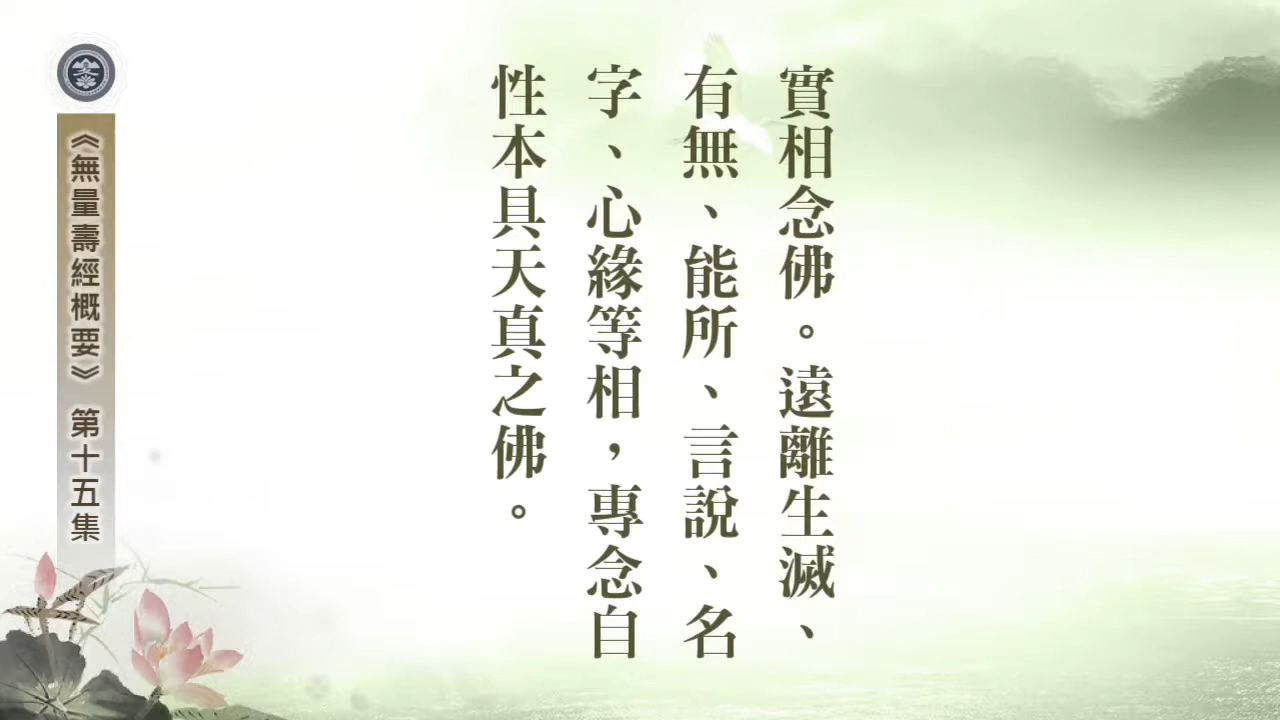 實相念佛。遠離生滅、
有無、能所、言說、名
字、心緣等相，專念自
性本具天真之佛。
《無量壽經概要》 第十五集